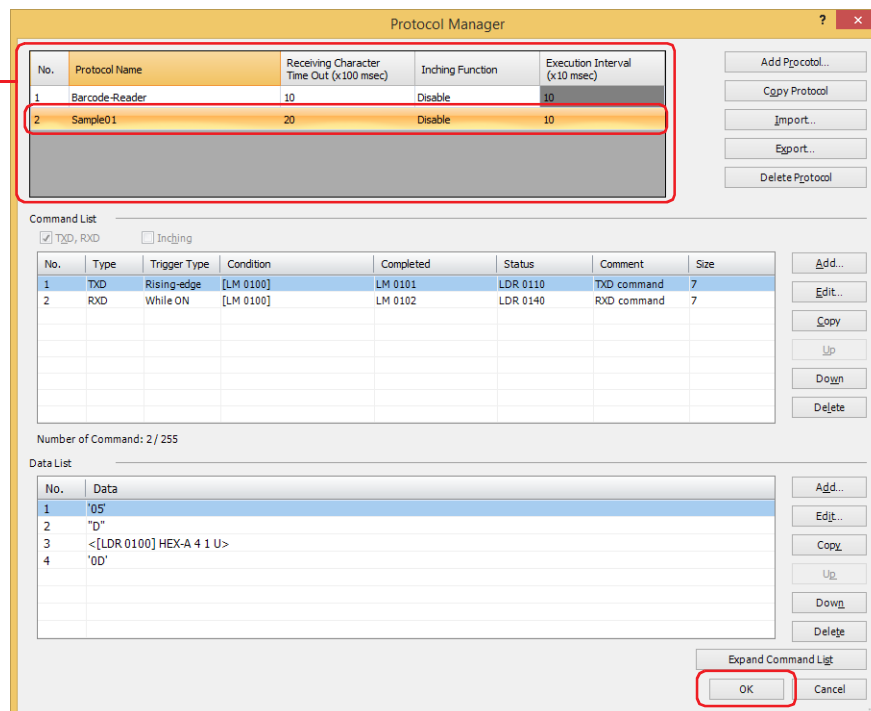 Protocol Manager
? ×
No. Protocol Name Receiving Character Time Out (x100 msec) Inching Function Execution Interval (x10 msec)
1 Barcode-Reader 10 Disable 10
2 Sample01 20 Disable 10
Add Procotol...
Copy Protocol
Import...
Export...
Delete Protocol
Command List
TXD, RXD Inching
No. Type Trigger Type Condition Completed Status Comment Size
1 TXD Rising-edge [LM 0100] LM 0101 LDR 0110 TXD command 7
2 RXD While ON [LM 0100] LM 0102 LDR 0140 RXD command 7
Add...
Edit...
Copy
Up
Down
Delete
Number of Command: 2 / 255
Data List
No. Data
1 '05'
2 "D"
3 <[LDR 0100] HEX-A 4 1 U>
4 '0D'
Add...
Edit...
Copy
Up
Down
Delete
Expand Command List
OK Cancel